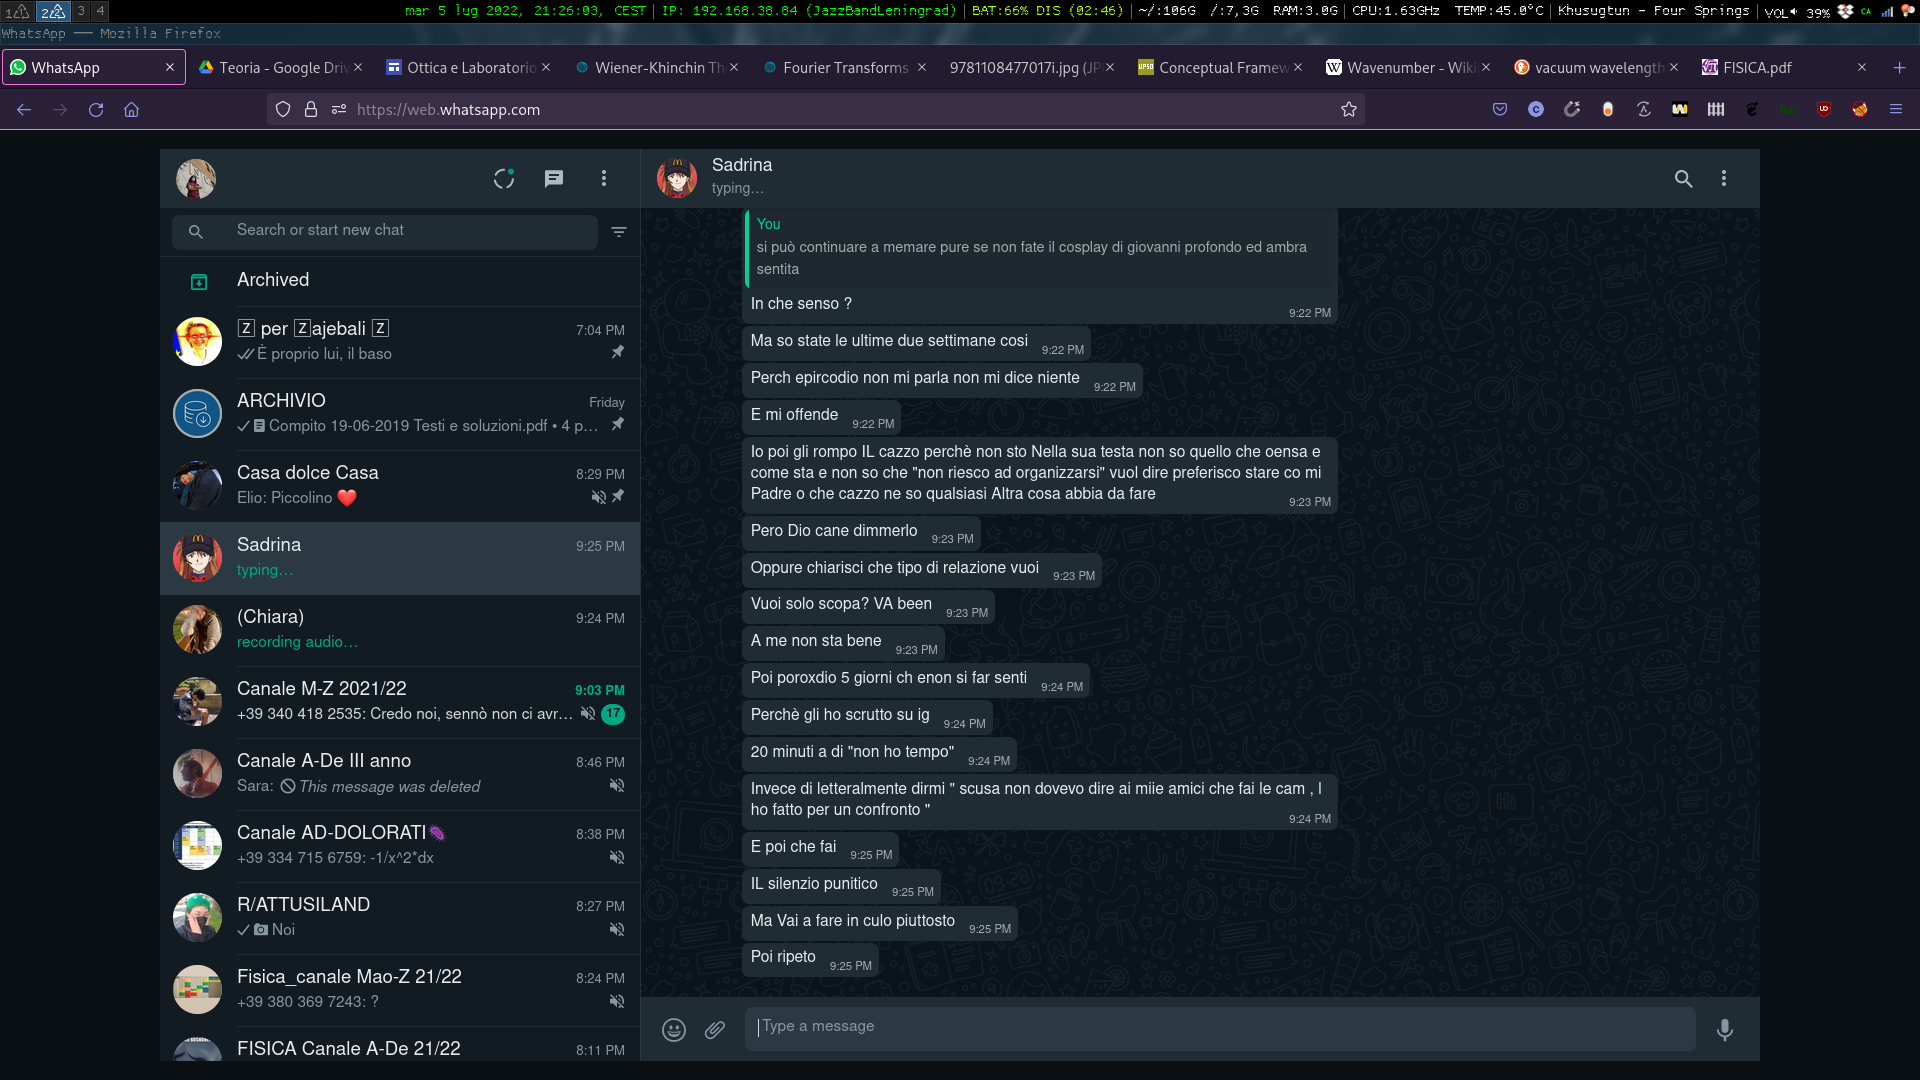 1 2 3 4 mar 5 lug 2022, 21:26:03, CEST | IP: 192.168.38.84 (JazzBandLeningrad) | BAT:66% DIS (02:46) | ~/:106G /:7,3G RAM:3.0G | CPU:1.63GHz TEMP:45.0°C | Khusugtun - Four Springs | VOL 39% CA
WhatsApp — Mozilla Firefox
WhatsApp × Teoria - Google Driv × Ottica e Laboratorio × Wiener-Khinchin Th × Fourier Transforms × 9781108477017i.jpg (JP × Conceptual Framew × Wavenumber - Wiki × vacuum wavelength × FISICA.pdf × +
https://web.whatsapp.com
Search or start new chat
Archived
🅉 per 🅉ajebali 🅉 7:04 PM
È proprio lui, il baso
ARCHIVIO Friday
Compito 19-06-2019 Testi e soluzioni.pdf • 4 p…
Casa dolce Casa 8:29 PM
Elio: Piccolino ❤️
Sadrina 9:25 PM
typing…
(Chiara) 9:24 PM
recording audio…
Canale M-Z 2021/22 9:03 PM
+39 340 418 2535: Credo noi, sennò non ci avr… 17
Canale A-De III anno 8:46 PM
Sara: This message was deleted
Canale AD-DOLORATI🦠 8:38 PM
+39 334 715 6759: -1/x^2*dx
R/ATTUSILAND 8:27 PM
Noi
Fisica_canale Mao-Z 21/22 8:24 PM
+39 380 369 7243: ?
FISICA Canale A-De 21/22 8:11 PM
Sadrina
typing…
You
si può continuare a memare pure se non fate il cosplay di giovanni profondo ed ambra
sentita
In che senso ? 9:22 PM
Ma so state le ultime due settimane cosi 9:22 PM
Perch epircodio non mi parla non mi dice niente 9:22 PM
E mi offende 9:22 PM
Io poi gli rompo IL cazzo perchè non sto Nella sua testa non so quello che oensa e
come sta e non so che "non riesco ad organizzarsi" vuol dire preferisco stare co mi
Padre o che cazzo ne so qualsiasi Altra cosa abbia da fare 9:23 PM
Pero Dio cane dimmerlo 9:23 PM
Oppure chiarisci che tipo di relazione vuoi 9:23 PM
Vuoi solo scopa? VA been 9:23 PM
A me non sta bene 9:23 PM
Poi poroxdio 5 giorni ch enon si far senti 9:24 PM
Perchè gli ho scrutto su ig 9:24 PM
20 minuti a di "non ho tempo" 9:24 PM
Invece di letteralmente dirmi " scusa non dovevo dire ai miie amici che fai le cam , l
ho fatto per un confronto " 9:24 PM
E poi che fai 9:25 PM
IL silenzio punitico 9:25 PM
Ma Vai a fare in culo piuttosto 9:25 PM
Poi ripeto 9:25 PM
Type a message